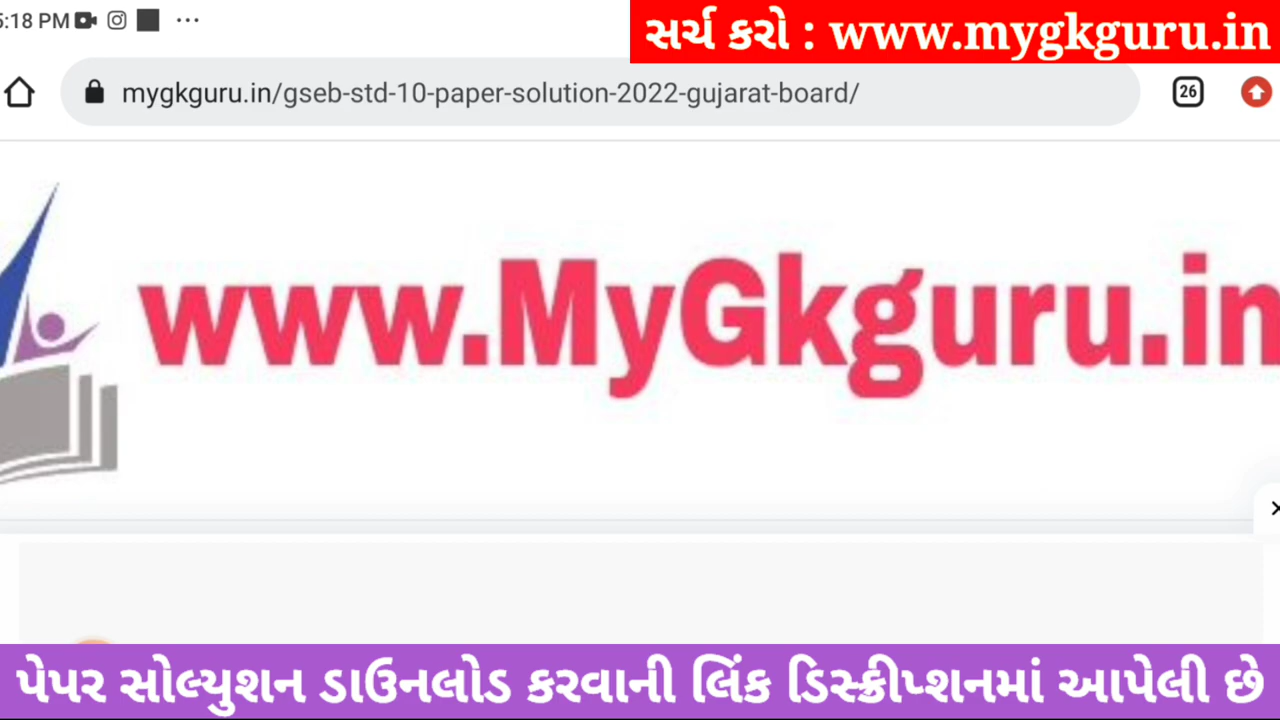 5:18 PM
સર્ચ કરો : www.mygkguru.in
mygkguru.in/gseb-std-10-paper-solution-2022-gujarat-board/
26
www.MyGkguru.in
પેપર સોલ્યુશન ડાઉનલોડ કરવાની લિંક ડિસ્ક્રીપ્શનમાં આપેલી છે